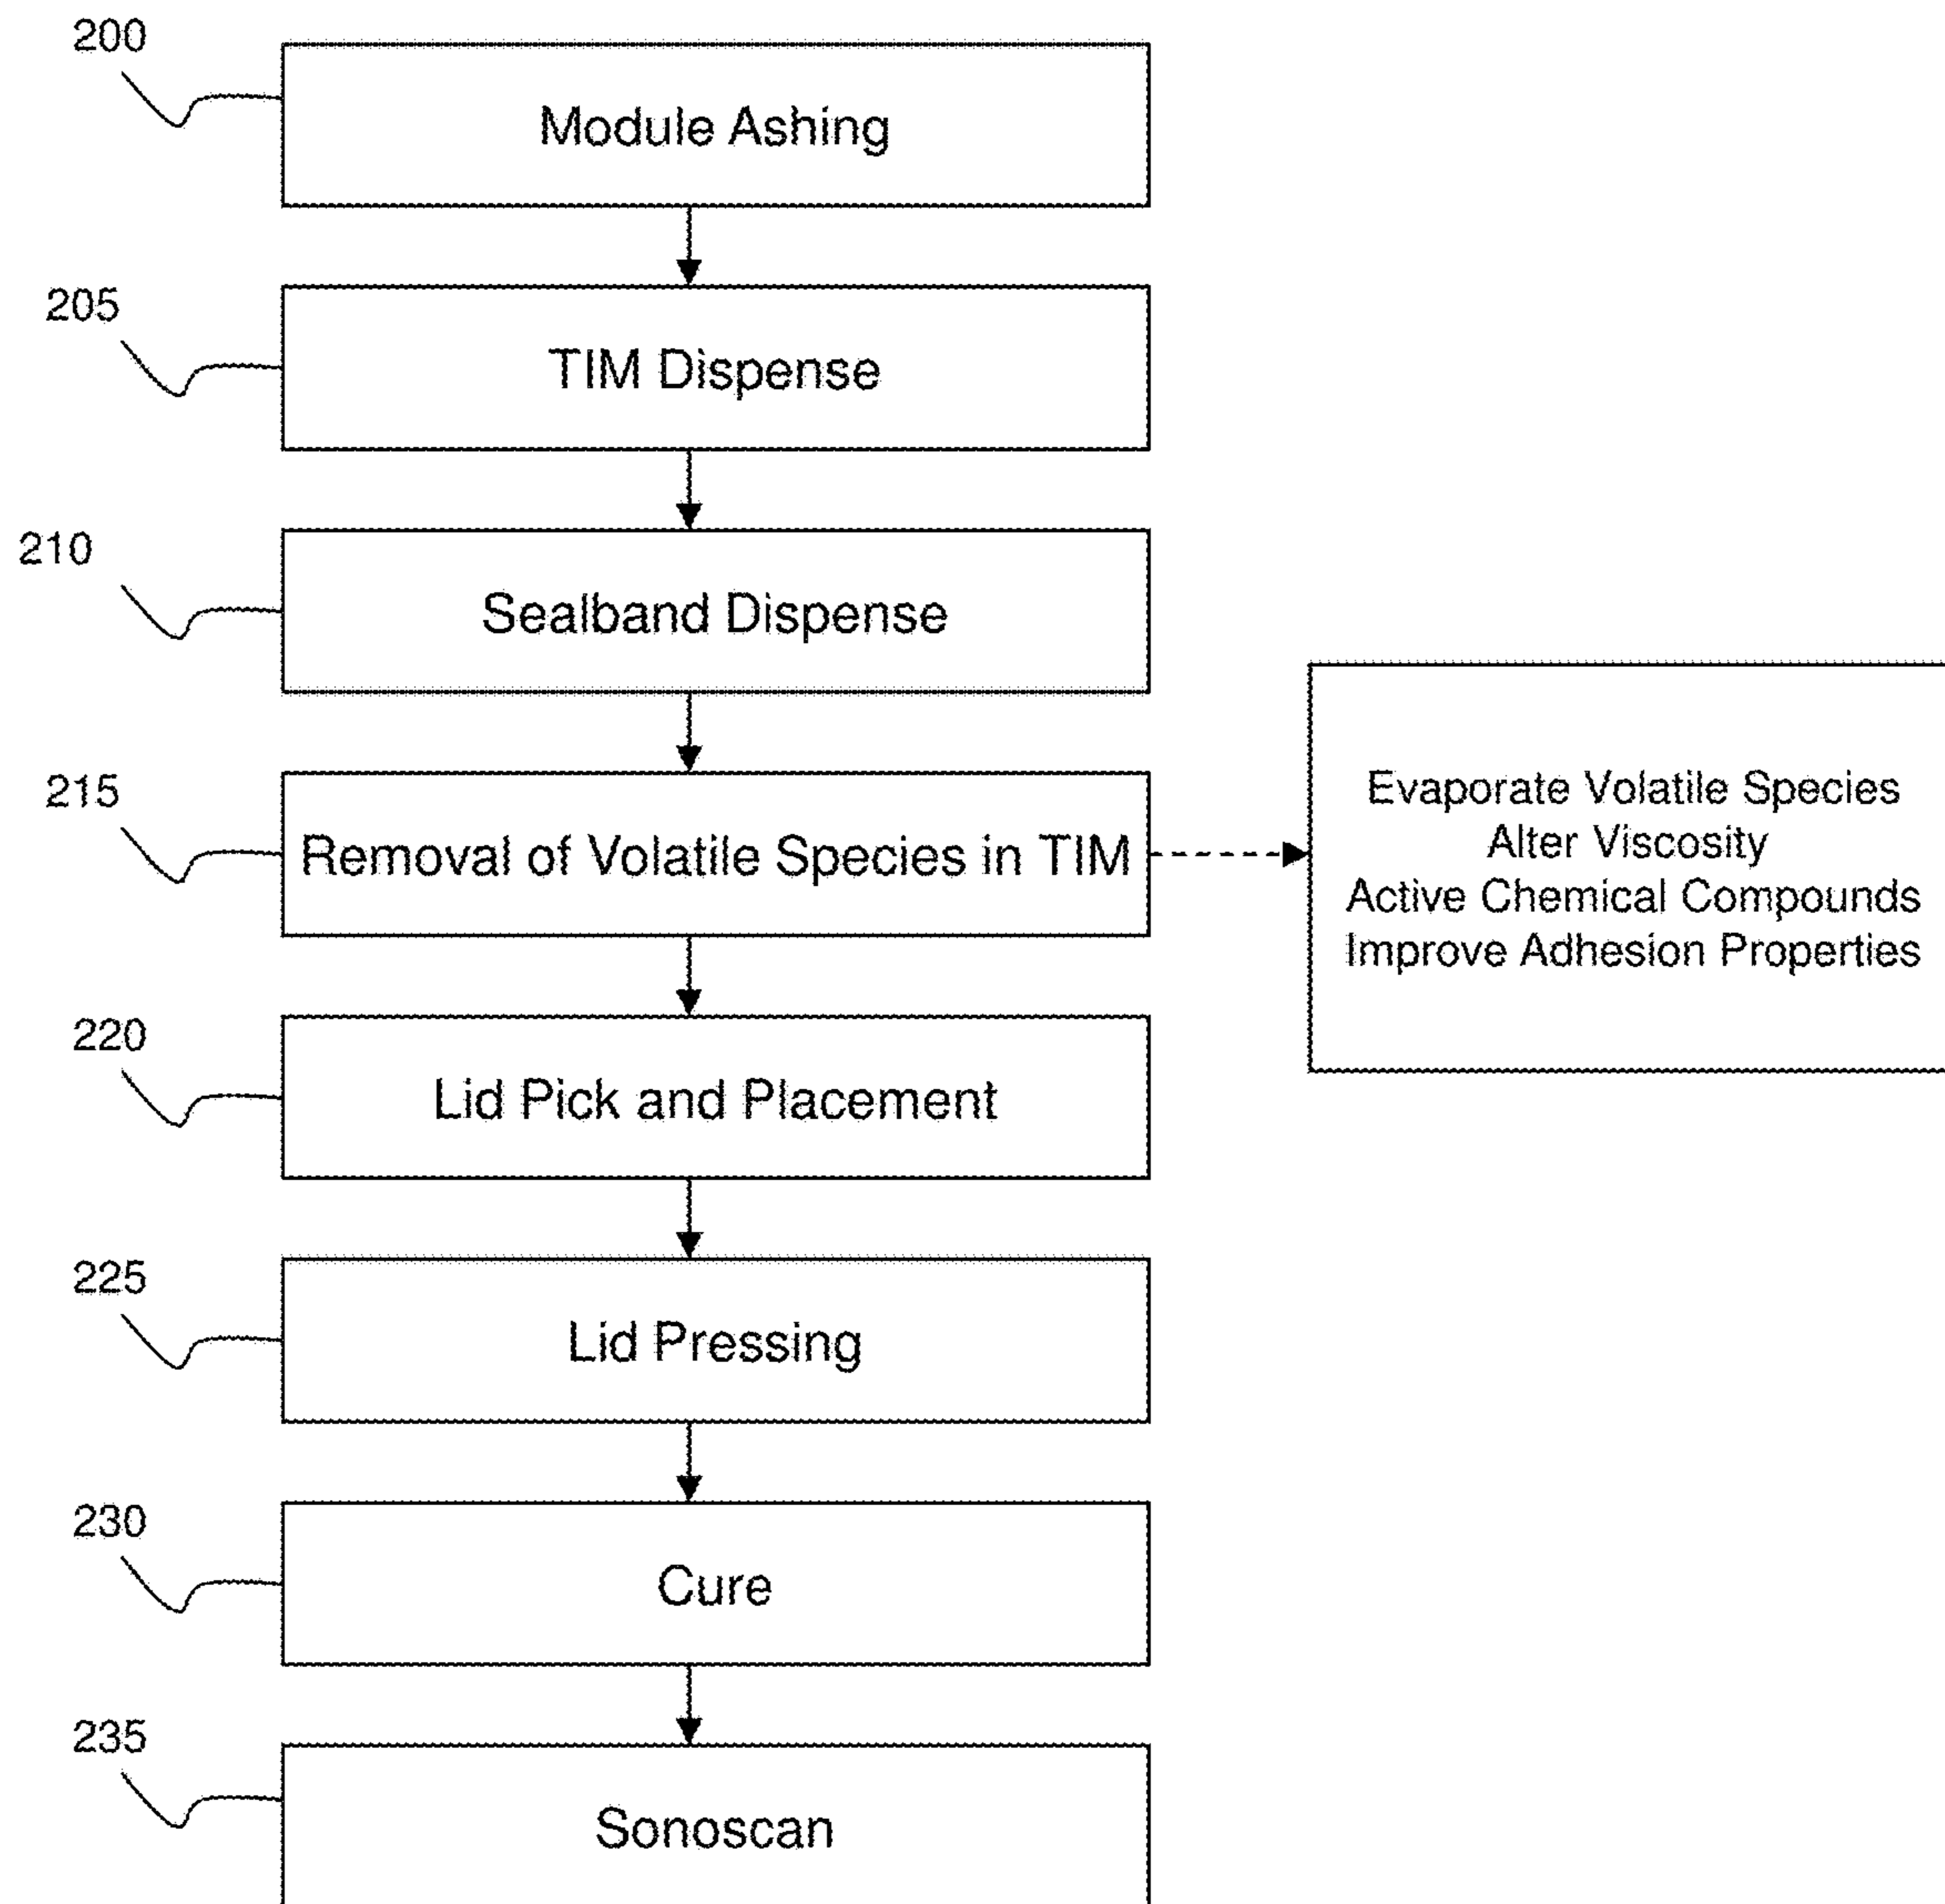 200
Module Ashing
205
TIM Dispense
210
Sealband Dispense
215
Removal of Volatile Species in TIM
Evaporate Volatile Species
Alter Viscosity
Active Chemical Compounds
Improve Adhesion Properties
220
Lid Pick and Placement
225
Lid Pressing
230
Cure
235
Sonoscan